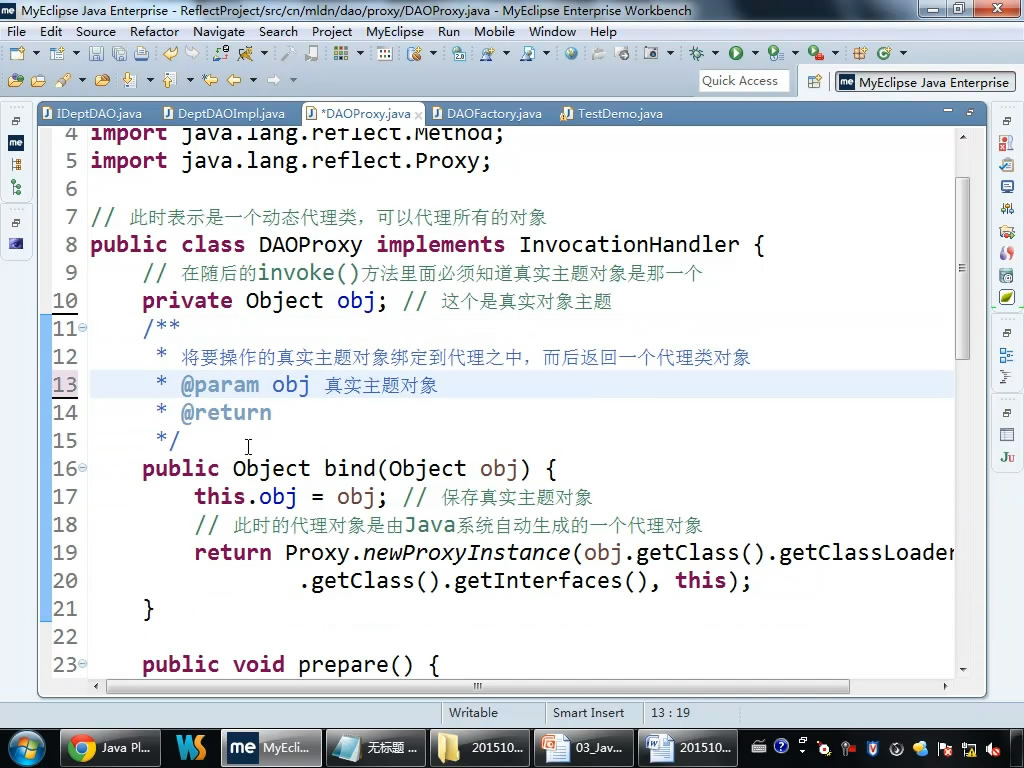 MyEclipse Java Enterprise - ReflectProject/src/cn/mldn/dao/proxy/DAOProxy.java - MyEclipse Enterprise Workbench
File Edit Source Refactor Navigate Search Project MyEclipse Run Mobile Window Help
Quick Access
me MyEclipse Java Enterprise
IDeptDAO.java DeptDAOImpl.java *DAOProxy.java DAOFactory.java TestDemo.java
4 import java.lang.reflect.Method;
5 import java.lang.reflect.Proxy;
6
7 // 此时表示是一个动态代理类，可以代理所有的对象
8 public class DAOProxy implements InvocationHandler {
9 // 在随后的invoke()方法里面必须知道真实主题对象是那一个
10 private Object obj; // 这个是真实对象主题
11 /**
12 * 将要操作的真实主题对象绑定到代理之中，而后返回一个代理类对象
13 * @param obj 真实主题对象
14 * @return
15 */
16 public Object bind(Object obj) {
17 this.obj = obj; // 保存真实主题对象
18 // 此时的代理对象是由Java系统自动生成的一个代理对象
19 return Proxy.newProxyInstance(obj.getClass().getClassLoader
20 .getClass().getInterfaces(), this);
21 }
22
23 public void prepare() {
Writable Smart Insert 13 : 19
Java Pl... me MyEcli... 无标题 ... 201510... 03_Jav... 201510...